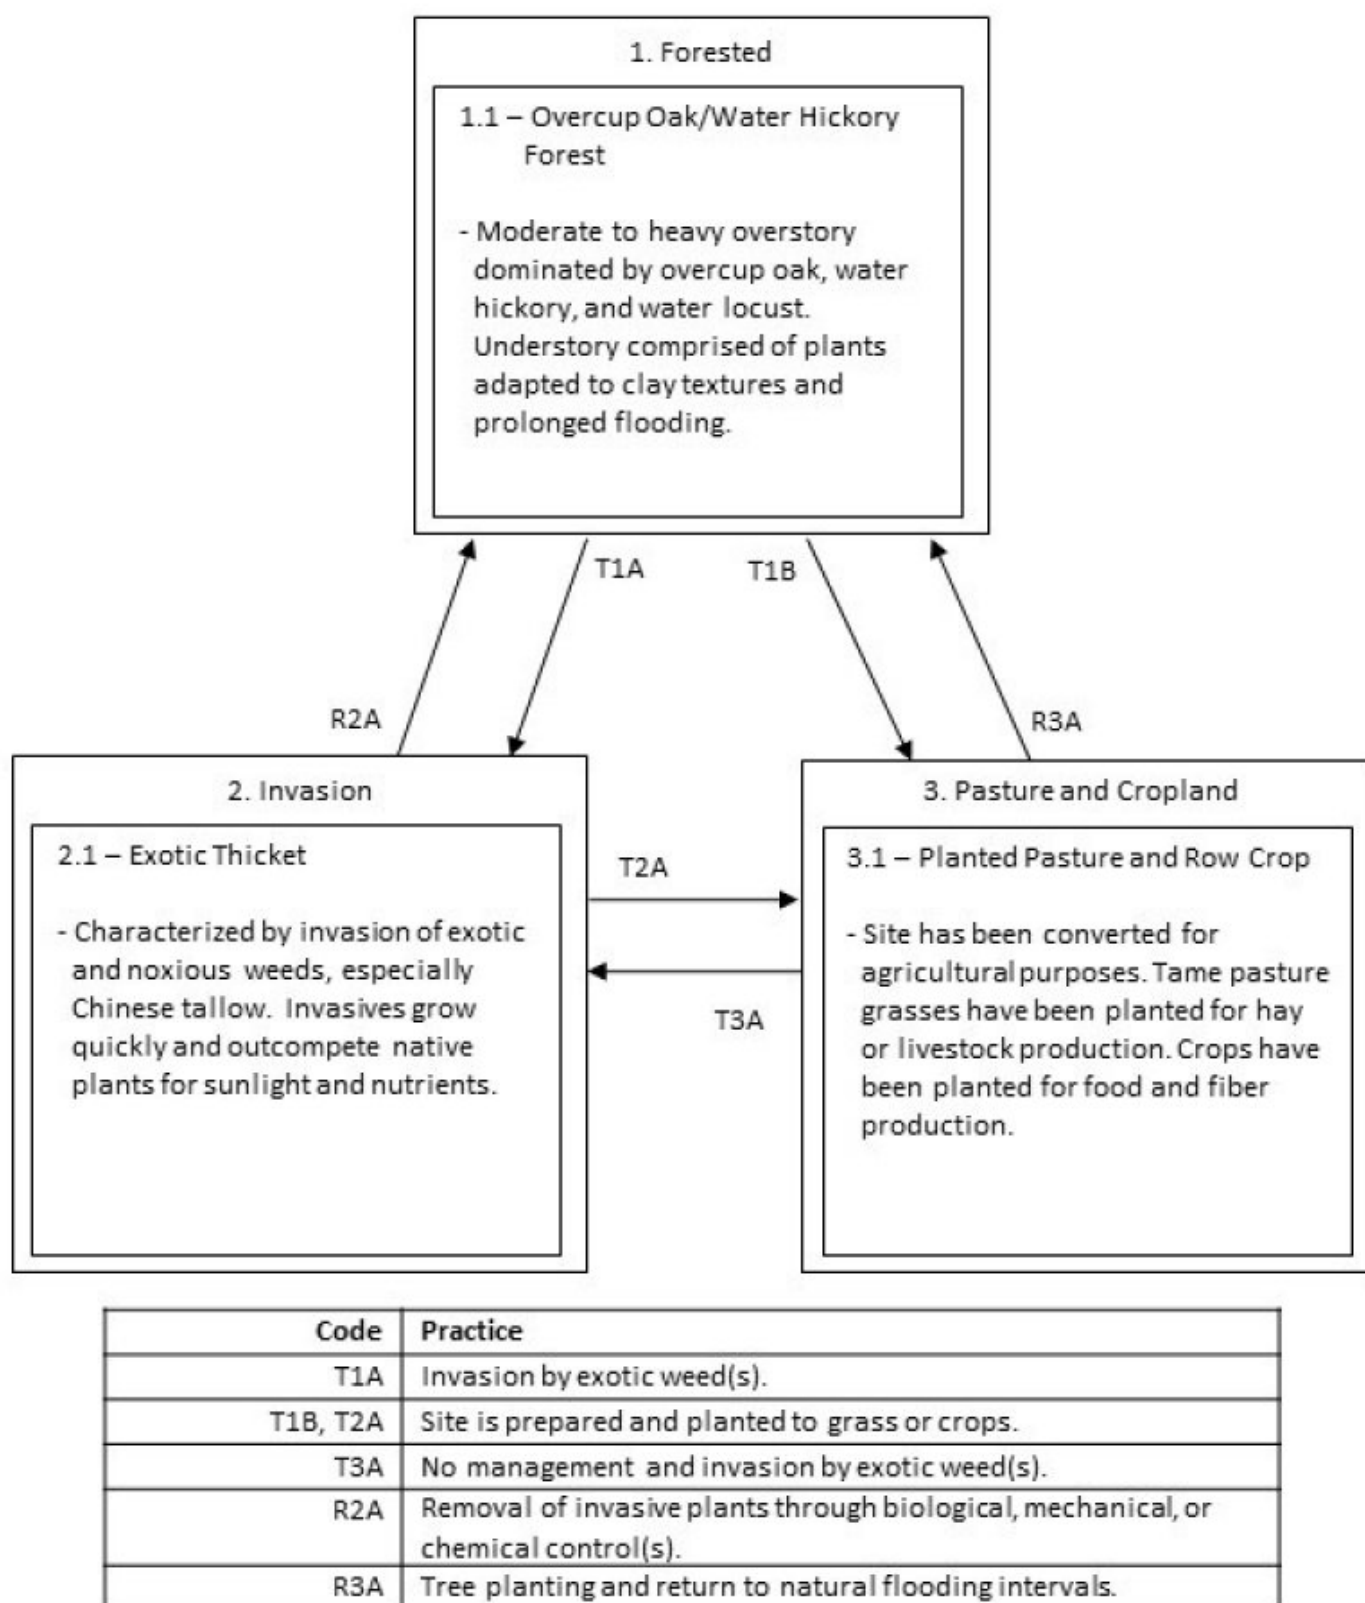 1. Forested
1.1 – Overcup Oak/Water Hickory
Forest
- Moderate to heavy overstory
dominated by overcup oak, water
hickory, and water locust.
Understory comprised of plants
adapted to clay textures and
prolonged flooding.
T1A
T1B
R2A
R3A
2. Invasion
2.1 – Exotic Thicket
- Characterized by invasion of exotic
and noxious weeds, especially
Chinese tallow. Invasives grow
quickly and outcompete native
plants for sunlight and nutrients.
T2A
T3A
3. Pasture and Cropland
3.1 – Planted Pasture and Row Crop
- Site has been converted for
agricultural purposes. Tame pasture
grasses have been planted for hay
or livestock production. Crops have
been planted for food and fiber
production.
Code Practice
T1A Invasion by exotic weed(s).
T1B, T2A Site is prepared and planted to grass or crops.
T3A No management and invasion by exotic weed(s).
R2A Removal of invasive plants through biological, mechanical, or
chemical control(s).
R3A Tree planting and return to natural flooding intervals.